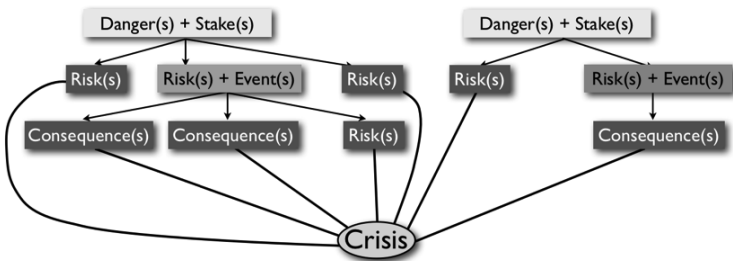 Danger(s) + Stake(s)
Danger(s) + Stake(s)
Risk(s)
Risk(s) + Event(s)
Risk(s)
Risk(s)
Risk(s) + Event(s)
Consequence(s)
Consequence(s)
Risk(s)
Consequence(s)
Crisis